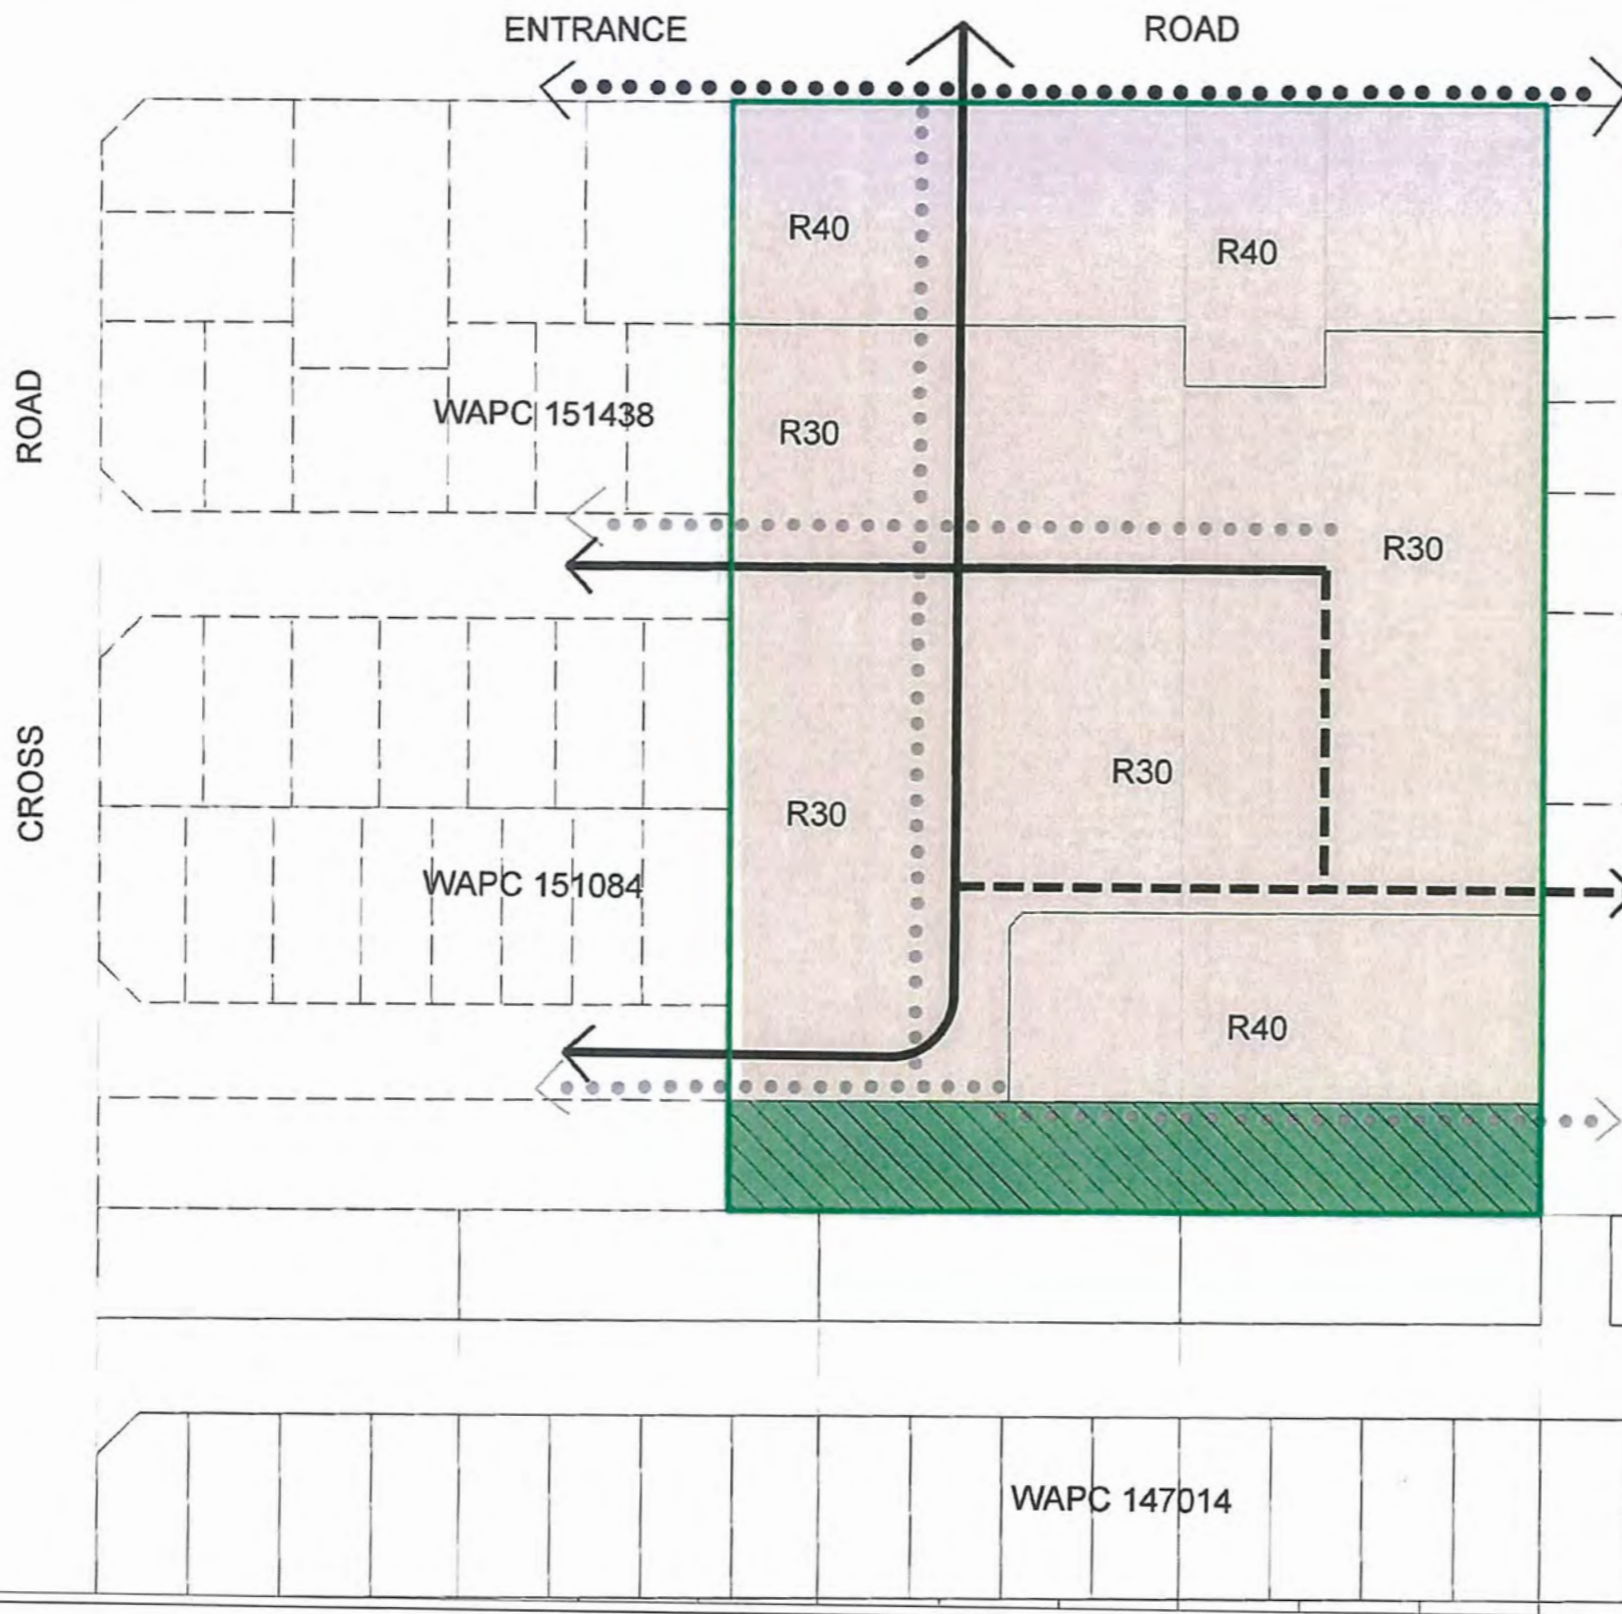 ENTRANCE ROAD
R40
R40
ROAD
WAPC 151438
R30
R30
CROSS
R30
R30
WAPC 151084
R40
WAPC 147014